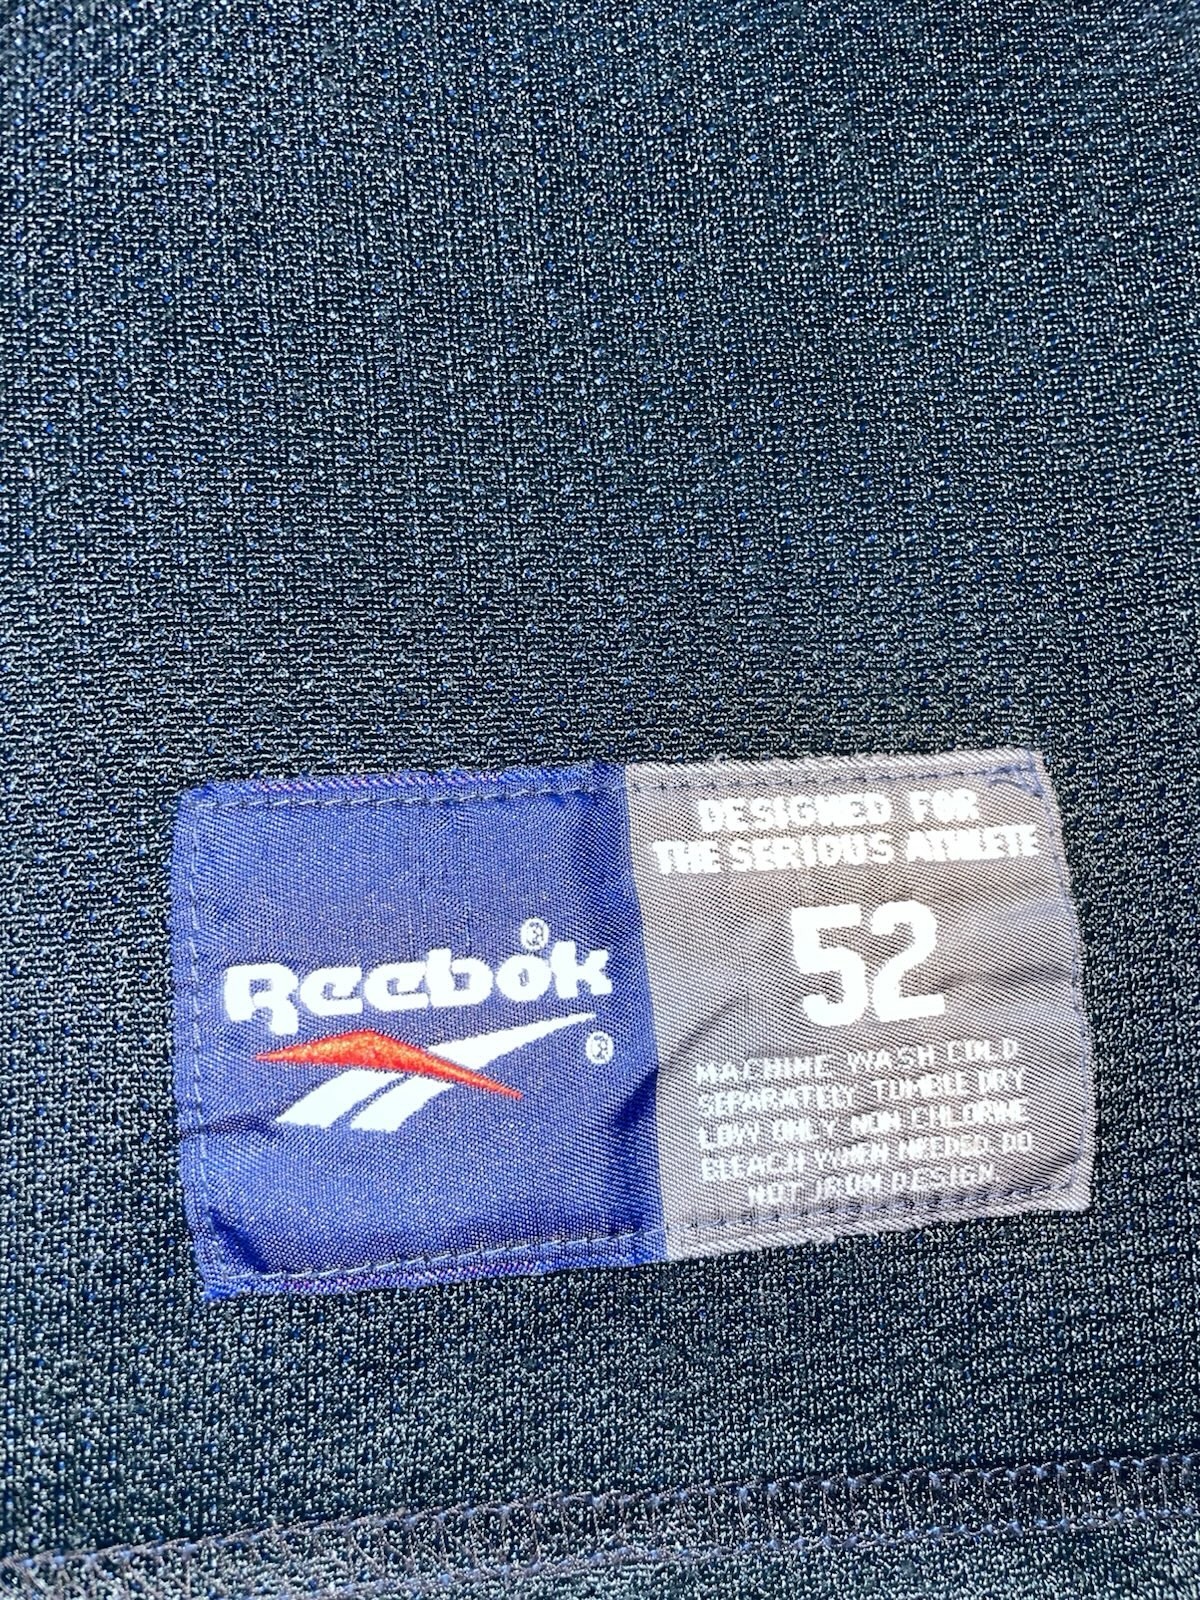 Reebok®
®
DESIGNED FOR
THE SERIOUS ATHLETE
52
MACHINE WASH COLD
SEPARATELY TUMBLE DRY
LOW ONLY NON CHLORINE
BLEACH WHEN NEEDED. DO
NOT IRON DESIGN